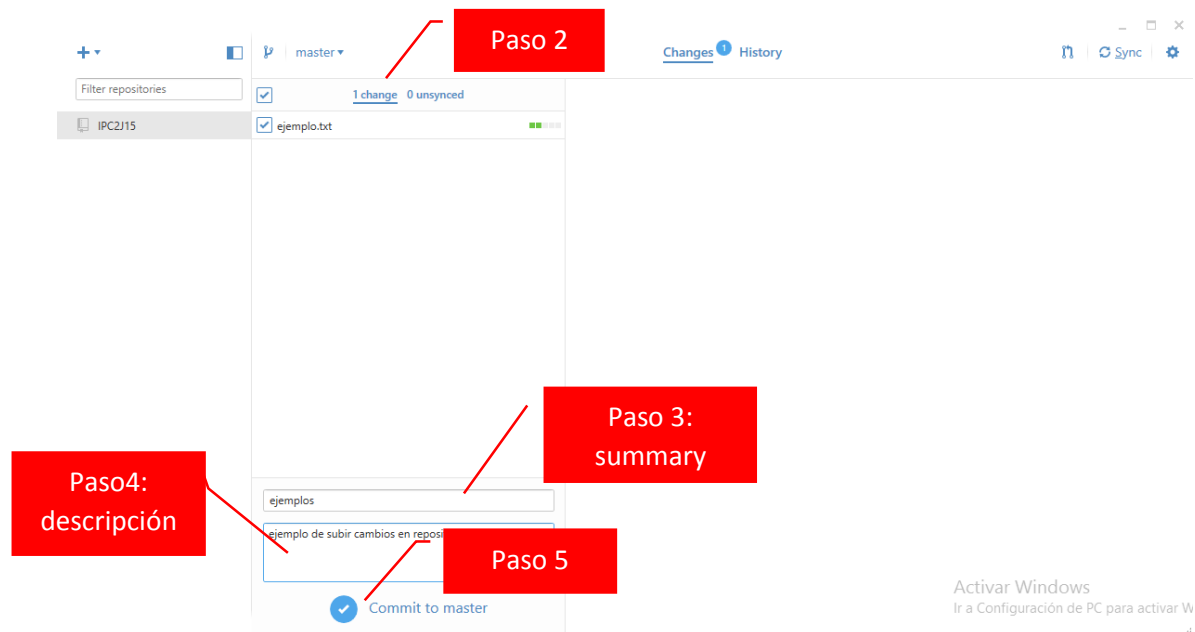 Paso 2
master
Changes 1 History
Sync
Filter repositories
1 change 0 unsynced
IPC2J15
ejemplo.txt
Paso 3:
summary
Paso4:
descripción
ejemplos
ejemplo de subir cambios en
Paso 5
Commit to master
Activar Windows
Ir a Configuración de PC para activar